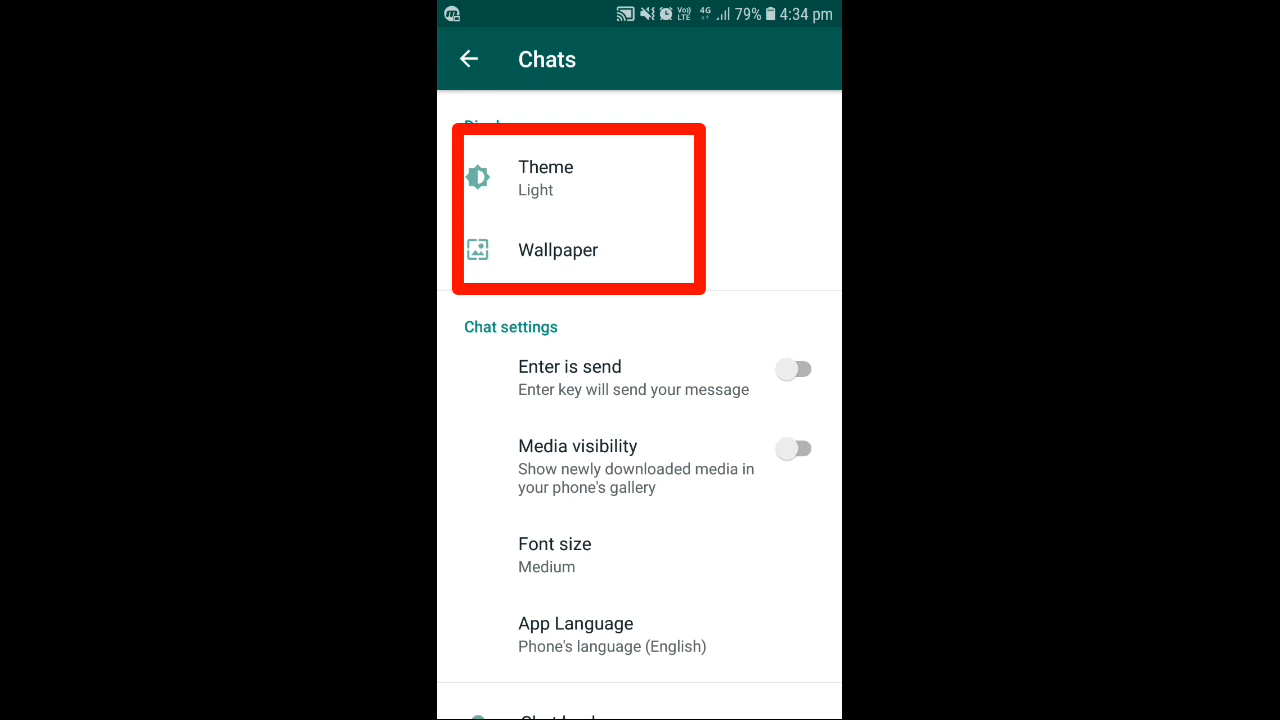 79% 4:34 pm
Chats
Theme
Light
Wallpaper
Chat settings
Enter is send
Enter key will send your message
Media visibility
Show newly downloaded media in
your phone's gallery
Font size
Medium
App Language
Phone's language (English)